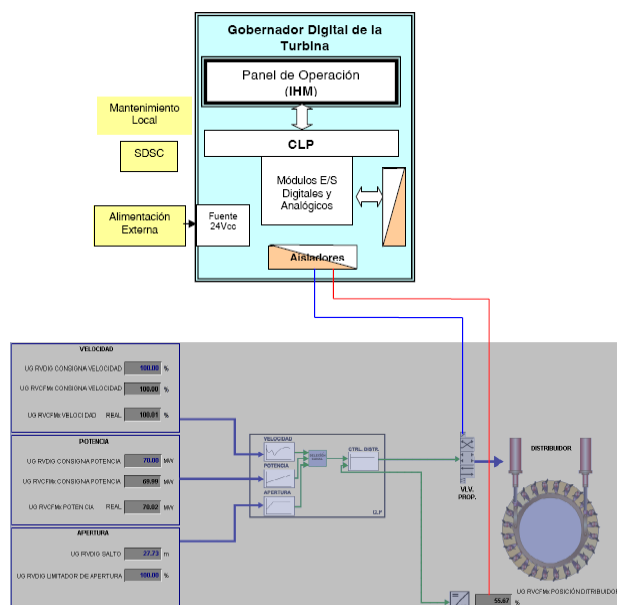 Gobernador Digital de la
Turbina
Panel de Operación
(IHM)
Mantenimiento
Local
CLP
SDSC
Módulos E/S
Digitales y
Analógicos
Alimentación
Externa
Fuente
24Vcc
Aisladores
VELOCIDAD
UG RVDIG CONSIGNA VELOCIDAD 100.00 %
UG RVCFMx CONSIGNA VELOCIDAD 100.00 %
UG RVCFMx VELOCIDAD REAL 100.01 %
POTENCIA
UG RVDIG CONSIGNA POTENCIA 70.00 MW
UG RVCFMx CONSIGNA POTENCIA 69.99 MW
UG RVCFMx POTENCIA REAL 70.02 MW
APERTURA
UG RVDIG SALTO 27.73 m
UG RVDIG LIMITADOR DE APERTURA 100.00 %
VELOCIDAD
POTENCIA
APERTURA
CTRL. DISTR.
CLP
VLV.
PROP.
DISTRIBUIDOR
UG RVCFMx POSICIÓN DITRIBUIDOR
55.67 %